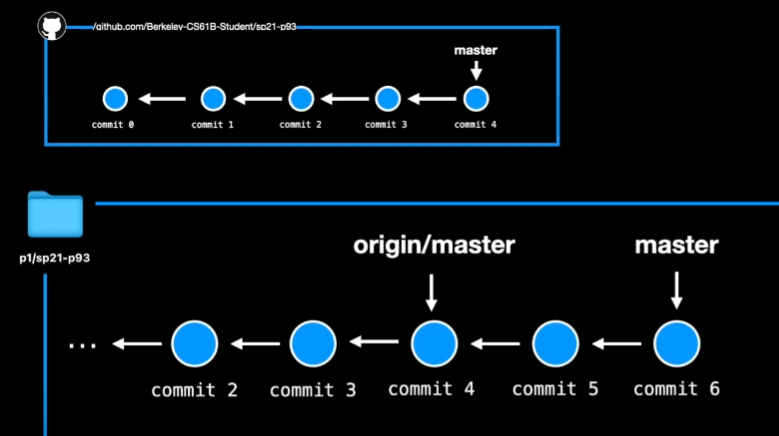 /github.com/Berkeley-CS61B-Student/sp21-p93
master
commit 0 commit 1 commit 2 commit 3 commit 4
p1/sp21-p93
origin/master master
...
commit 2 commit 3 commit 4 commit 5 commit 6